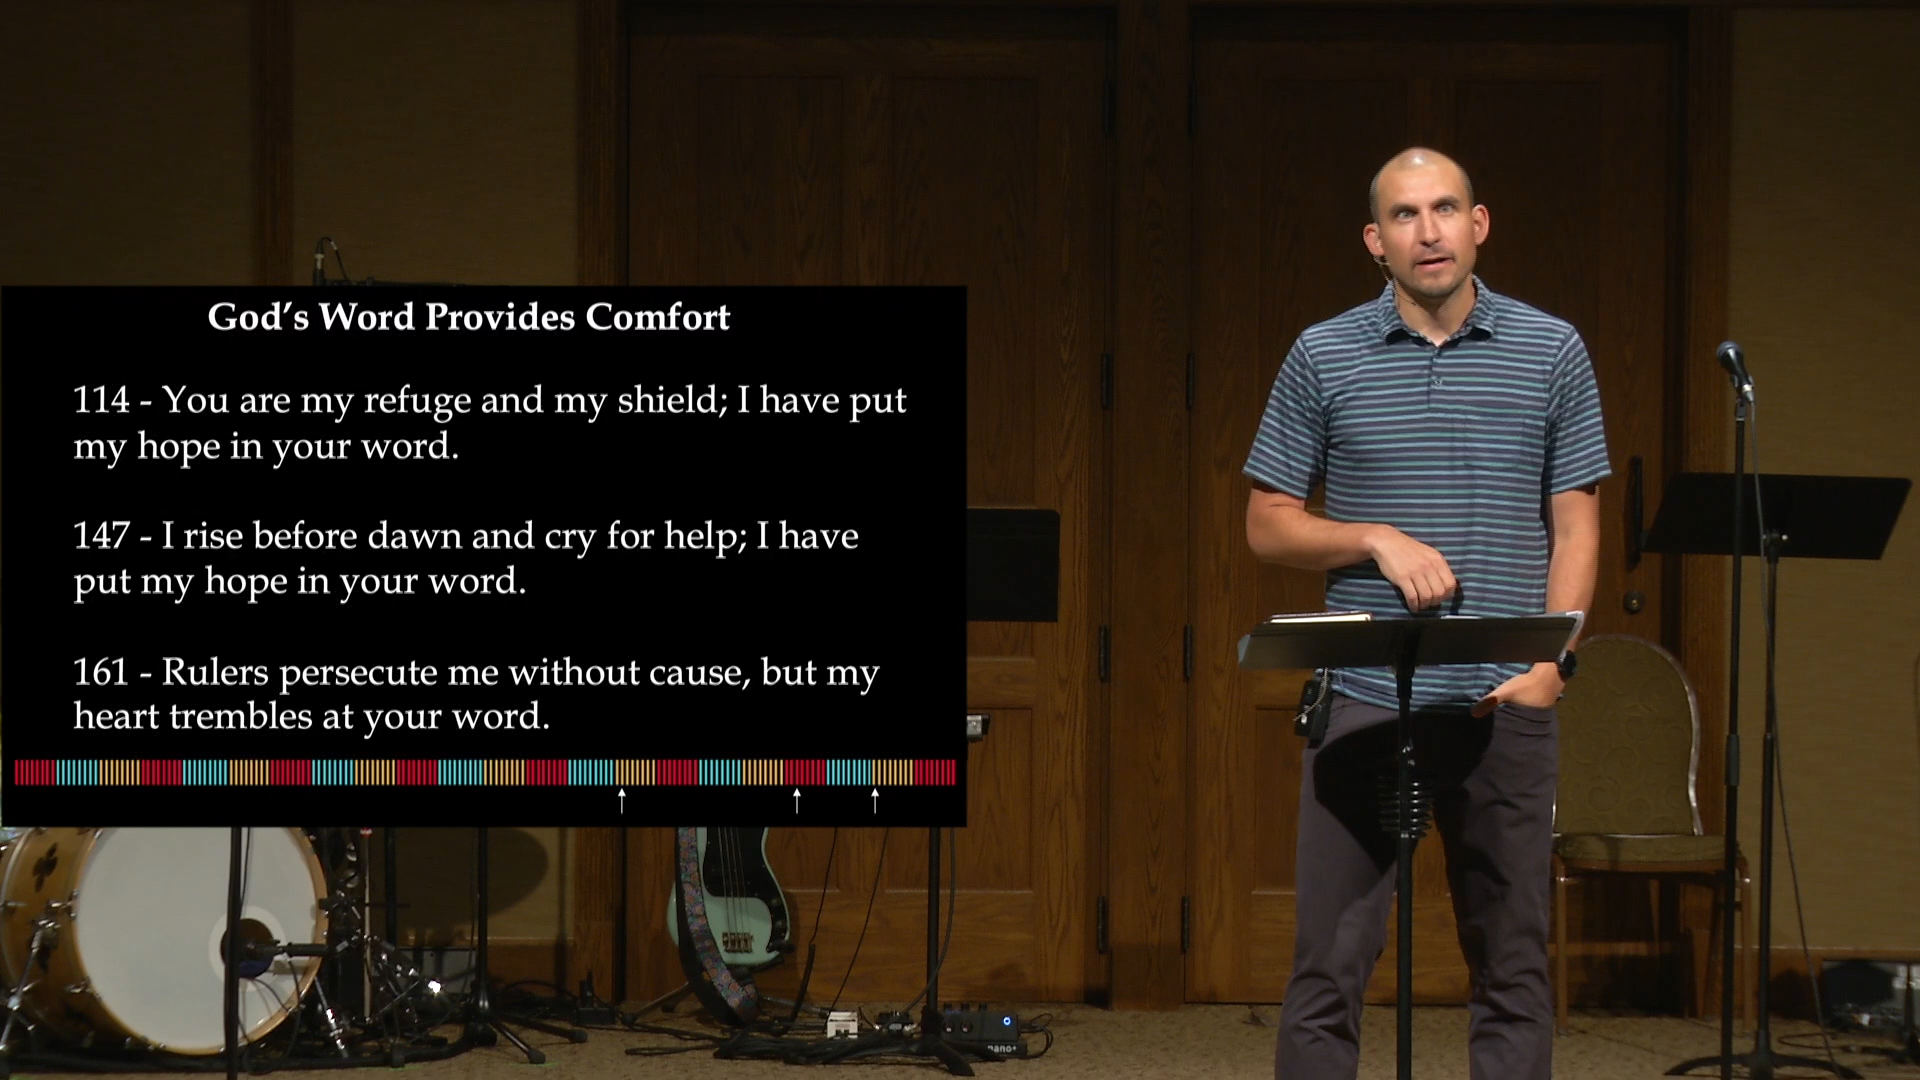 God's Word Provides Comfort
114 - You are my refuge and my shield; I have put
my hope in your word.
147 - I rise before dawn and cry for help; I have
put my hope in your word.
161 - Rulers persecute me without cause, but my
heart trembles at your word.
nano+